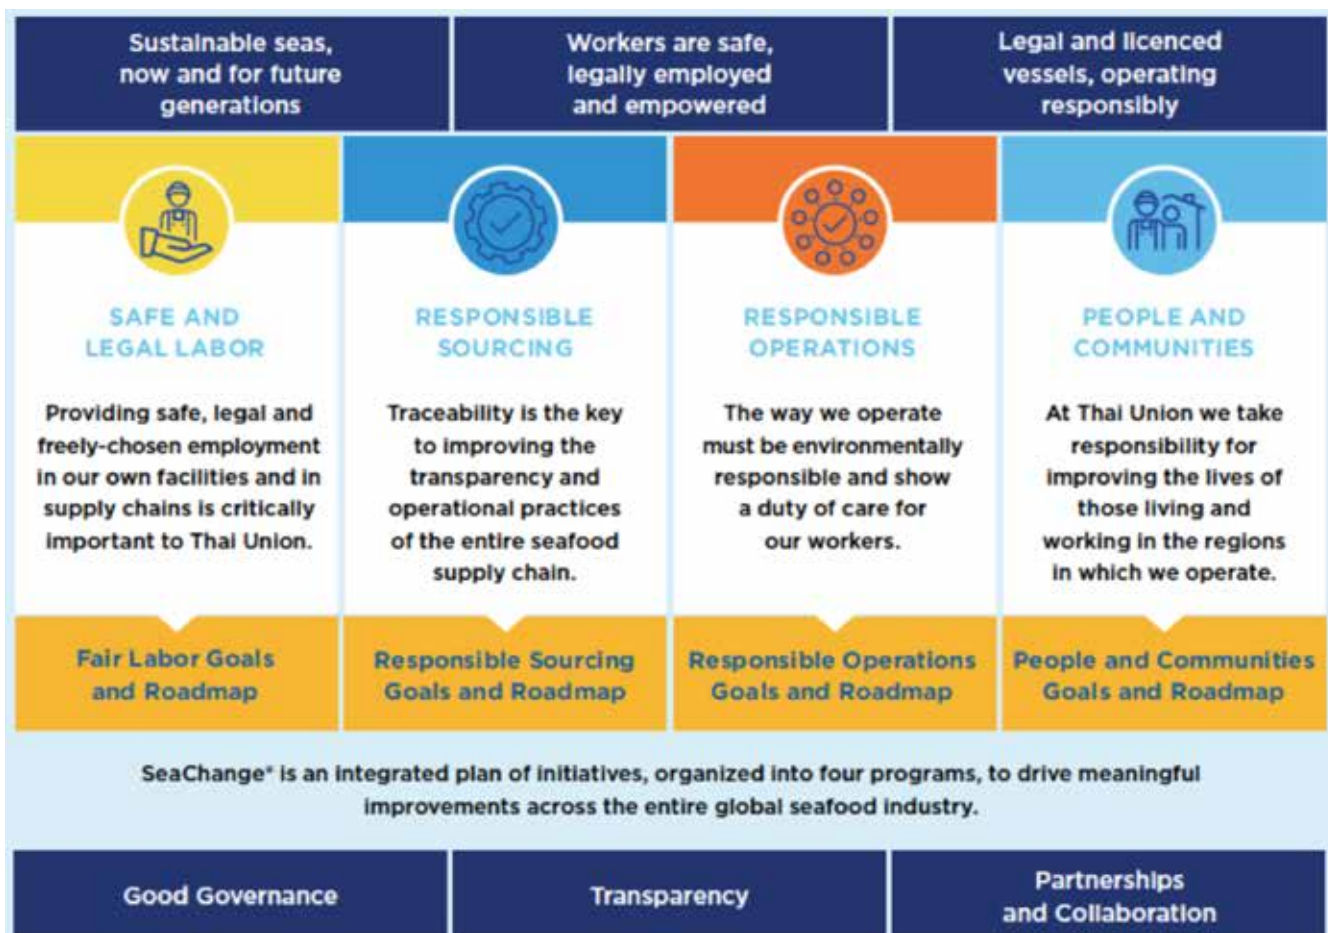 Sustainable seas,
now and for future
generations
Workers are safe,
legally employed
and empowered
Legal and licenced
vessels, operating
responsibly
SAFE AND
LEGAL LABOR
Providing safe, legal and
freely-chosen employment
in our own facilities and in
supply chains is critically
important to Thai Union.
Fair Labor Goals
and Roadmap
RESPONSIBLE
SOURCING
Traceability is the key
to improving the
transparency and
operational practices
of the entire seafood
supply chain.
Responsible Sourcing
Goals and Roadmap
RESPONSIBLE
OPERATIONS
The way we operate
must be environmentally
responsible and show
a duty of care for
our workers.
Responsible Operations
Goals and Roadmap
PEOPLE AND
COMMUNITIES
At Thai Union we take
responsibility for
improving the lives of
those living and
working in the regions
in which we operate.
People and Communities
Goals and Roadmap
SeaChange® is an integrated plan of initiatives, organized into four programs, to drive meaningful
improvements across the entire global seafood industry.
Good Governance
Transparency
Partnerships
and Collaboration